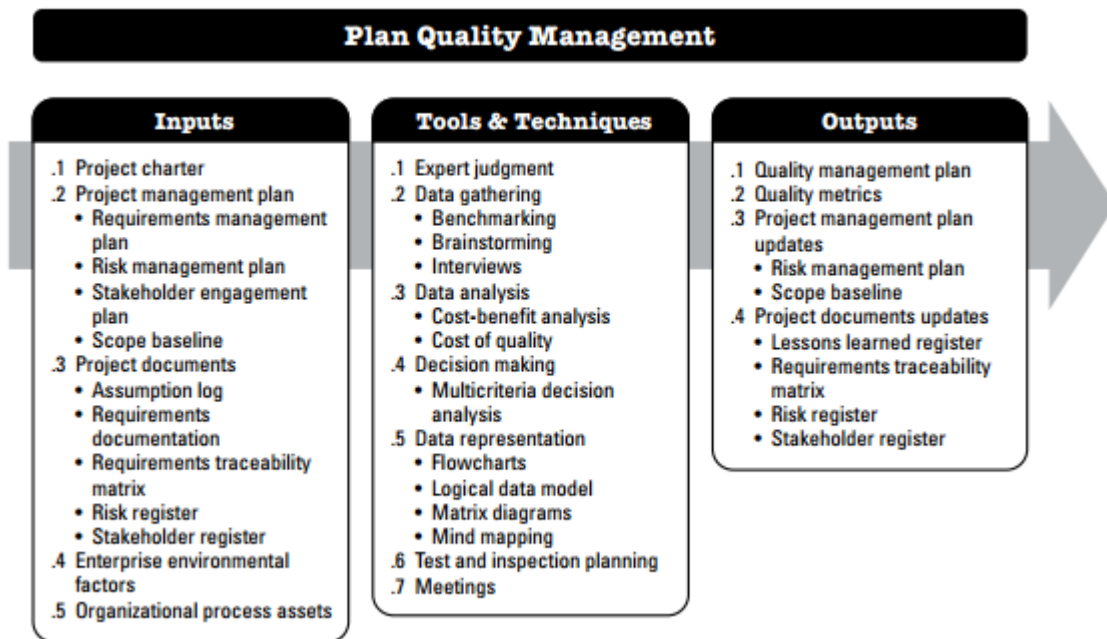 Plan Quality Management
Inputs
.1 Project charter
.2 Project management plan
• Requirements management
plan
• Risk management plan
• Stakeholder engagement
plan
• Scope baseline
.3 Project documents
• Assumption log
• Requirements
documentation
• Requirements traceability
matrix
• Risk register
• Stakeholder register
.4 Enterprise environmental
factors
.5 Organizational process assets
Tools & Techniques
.1 Expert judgment
.2 Data gathering
• Benchmarking
• Brainstorming
• Interviews
.3 Data analysis
• Cost-benefit analysis
• Cost of quality
.4 Decision making
• Multicriteria decision
analysis
.5 Data representation
• Flowcharts
• Logical data model
• Matrix diagrams
• Mind mapping
.6 Test and inspection planning
.7 Meetings
Outputs
.1 Quality management plan
.2 Quality metrics
.3 Project management plan
updates
• Risk management plan
• Scope baseline
.4 Project documents updates
• Lessons learned register
• Requirements traceability
matrix
• Risk register
• Stakeholder register